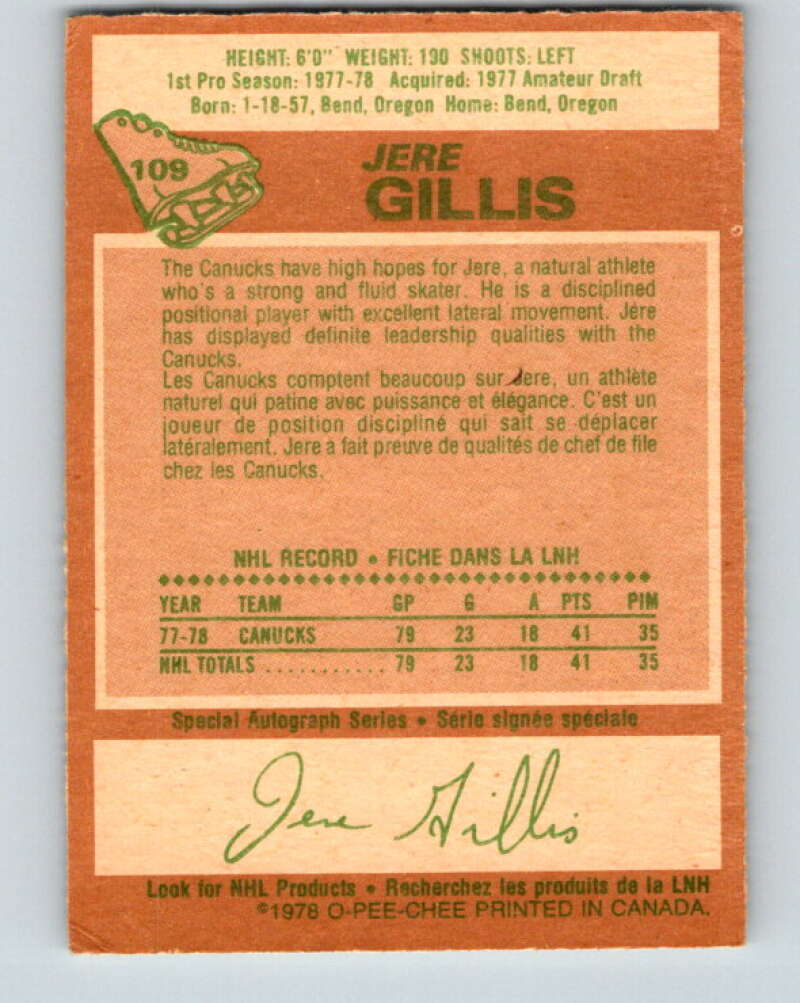 HEIGHT: 6'0" WEIGHT: 190 SHOOTS: LEFT
1st Pro Season: 1977-78 Acquired: 1977 Amateur Draft
Born: 1-18-57, Bend, Oregon Home: Bend, Oregon
109
JERE
GILLIS
The Canucks have high hopes for Jere, a natural athlete
who's a strong and fluid skater. He is a disciplined
positional player with excellent lateral movement. Jere
has displayed definite leadership qualities with the
Canucks.
Les Canucks comptent beaucoup sur Jere, un athlète
naturel qui patine avec puissance et élégance. C'est un
joueur de position discipliné qui sait se déplacer
latéralement. Jere a fait preuve de qualités de chef de file
chez les Canucks.
NHL RECORD • FICHE DANS LA LNH
YEAR TEAM GP G A PTS PIM
77-78 CANUCKS 79 23 18 41 35
NHL TOTALS ........... 79 23 18 41 35
Special Autograph Series • Série signée spéciale
Jere Gillis
Look for NHL Products • Recherchez les produits de la LNH
©1978 O-PEE-CHEE PRINTED IN CANADA.